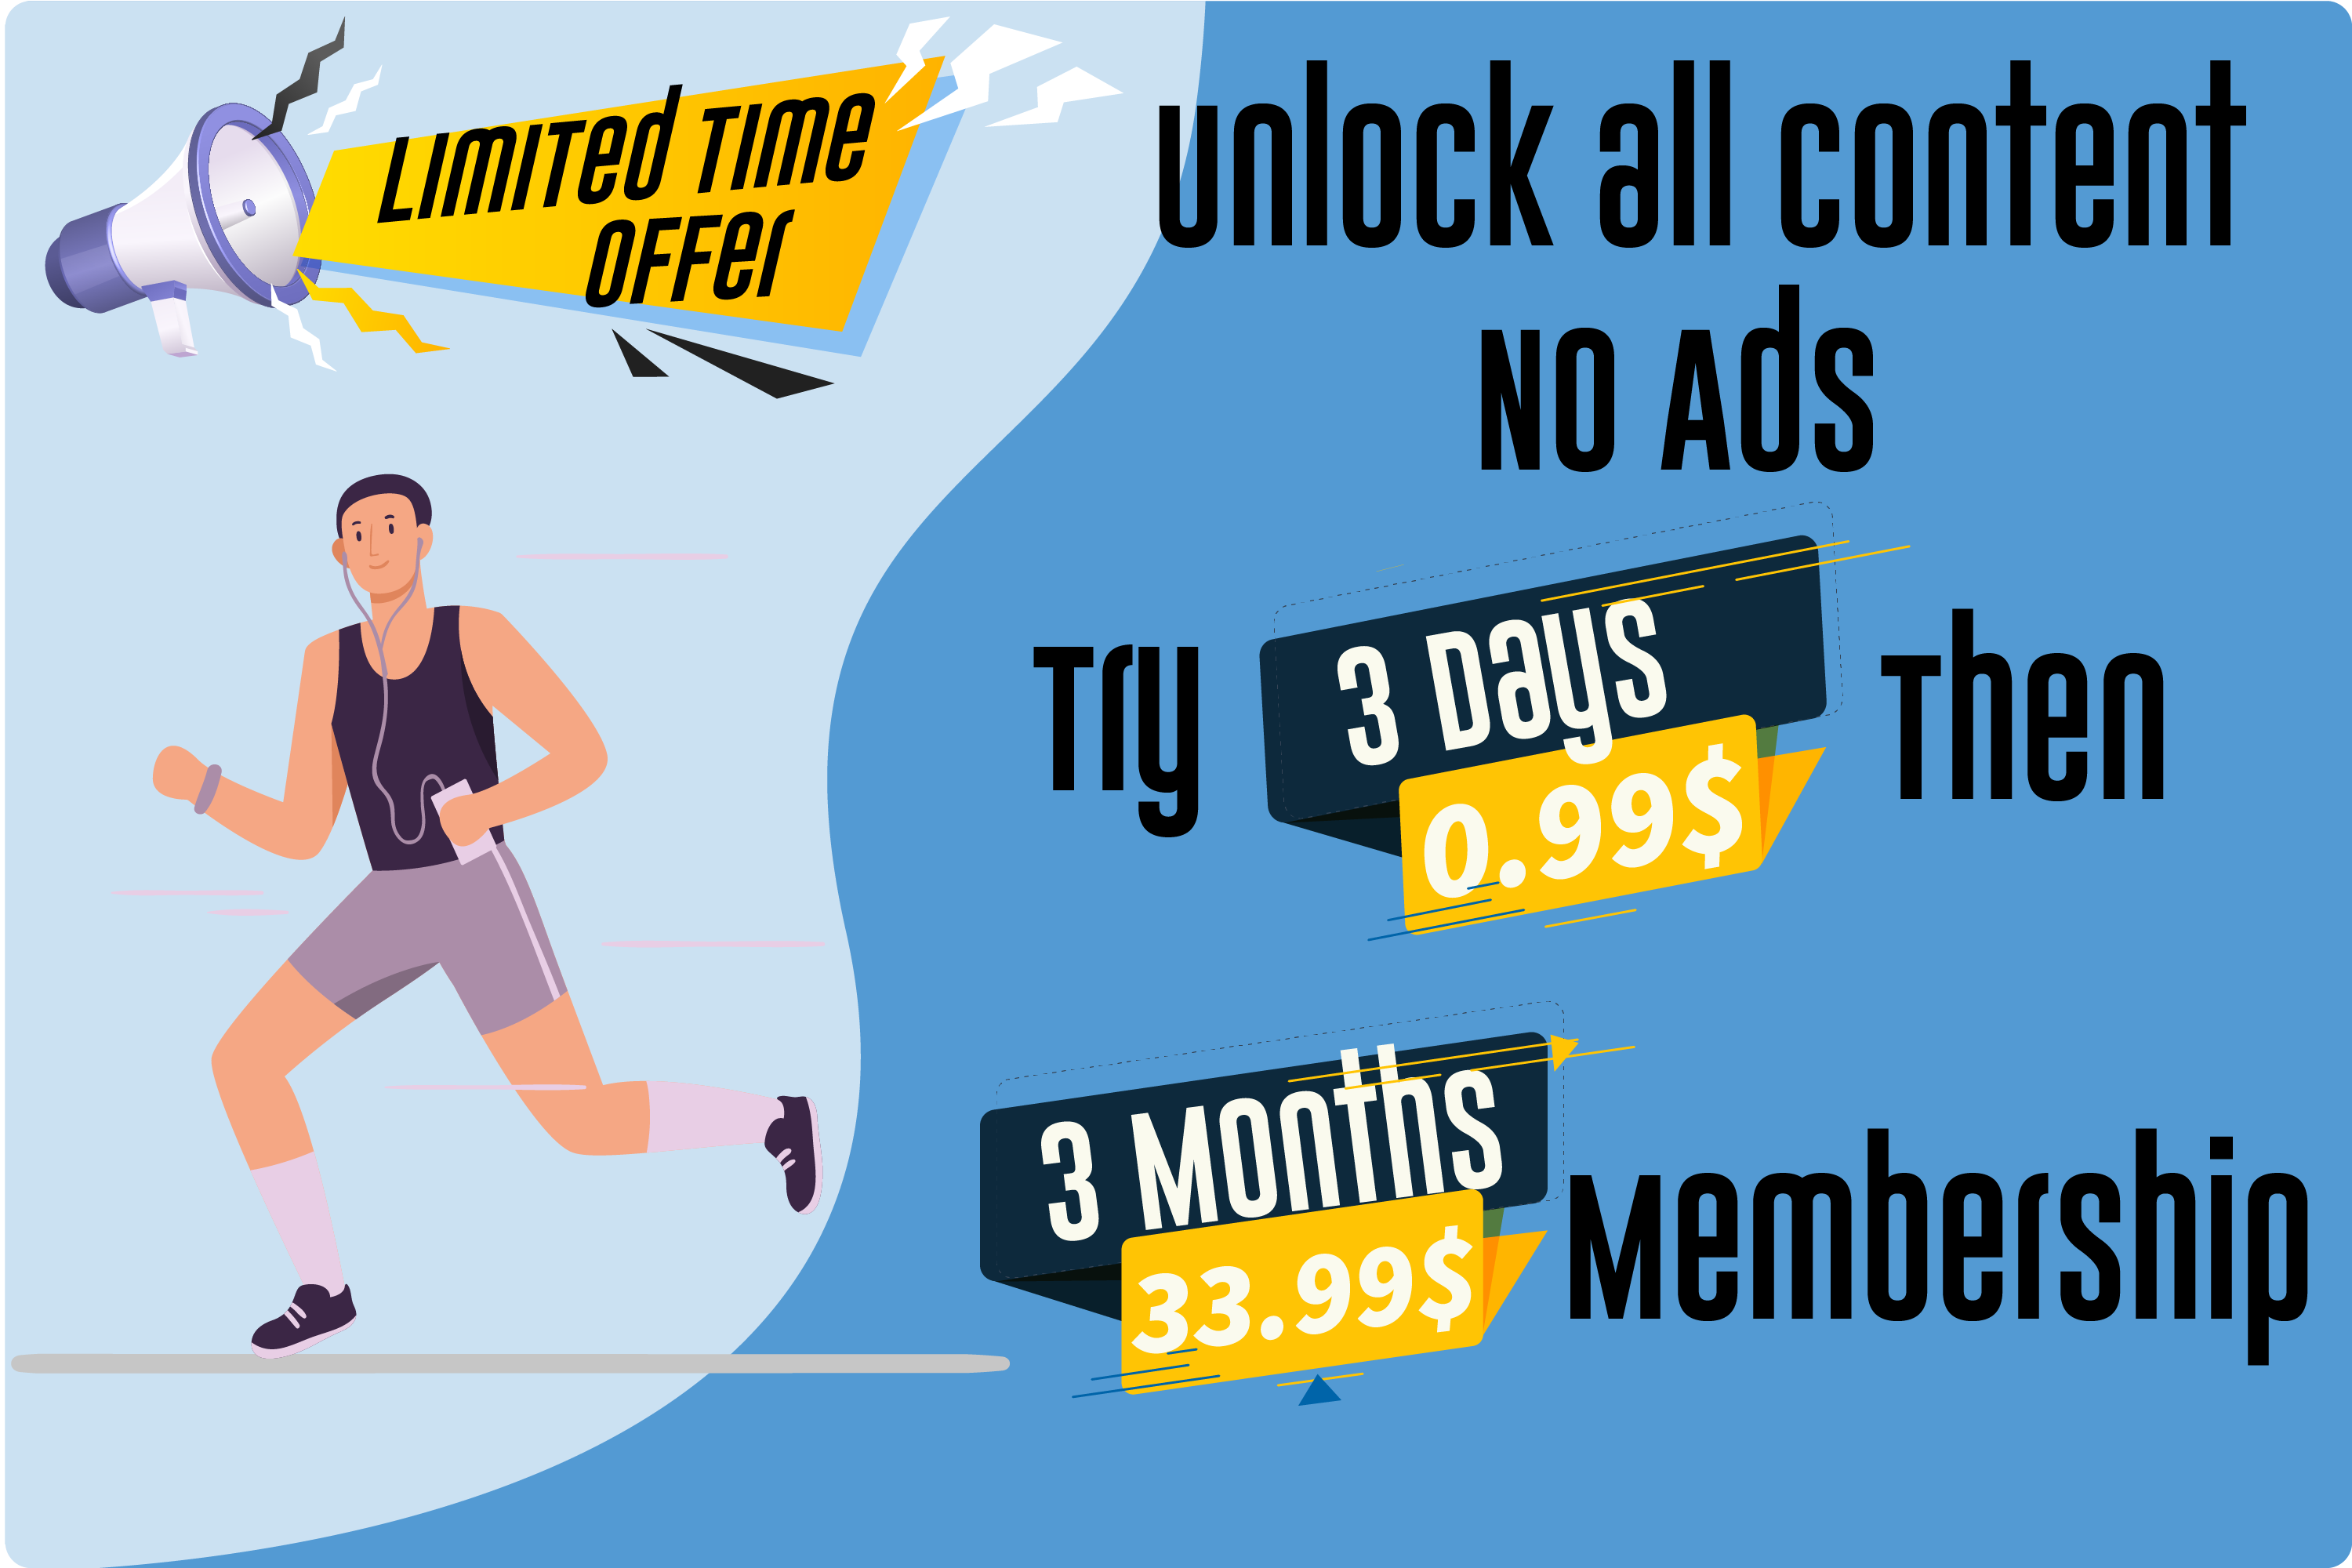 LIMITed TIME
OFFer
unlock all content
NO Ads
Try
3 Days
0.99$
Then
3 Months
33.99$
Membership